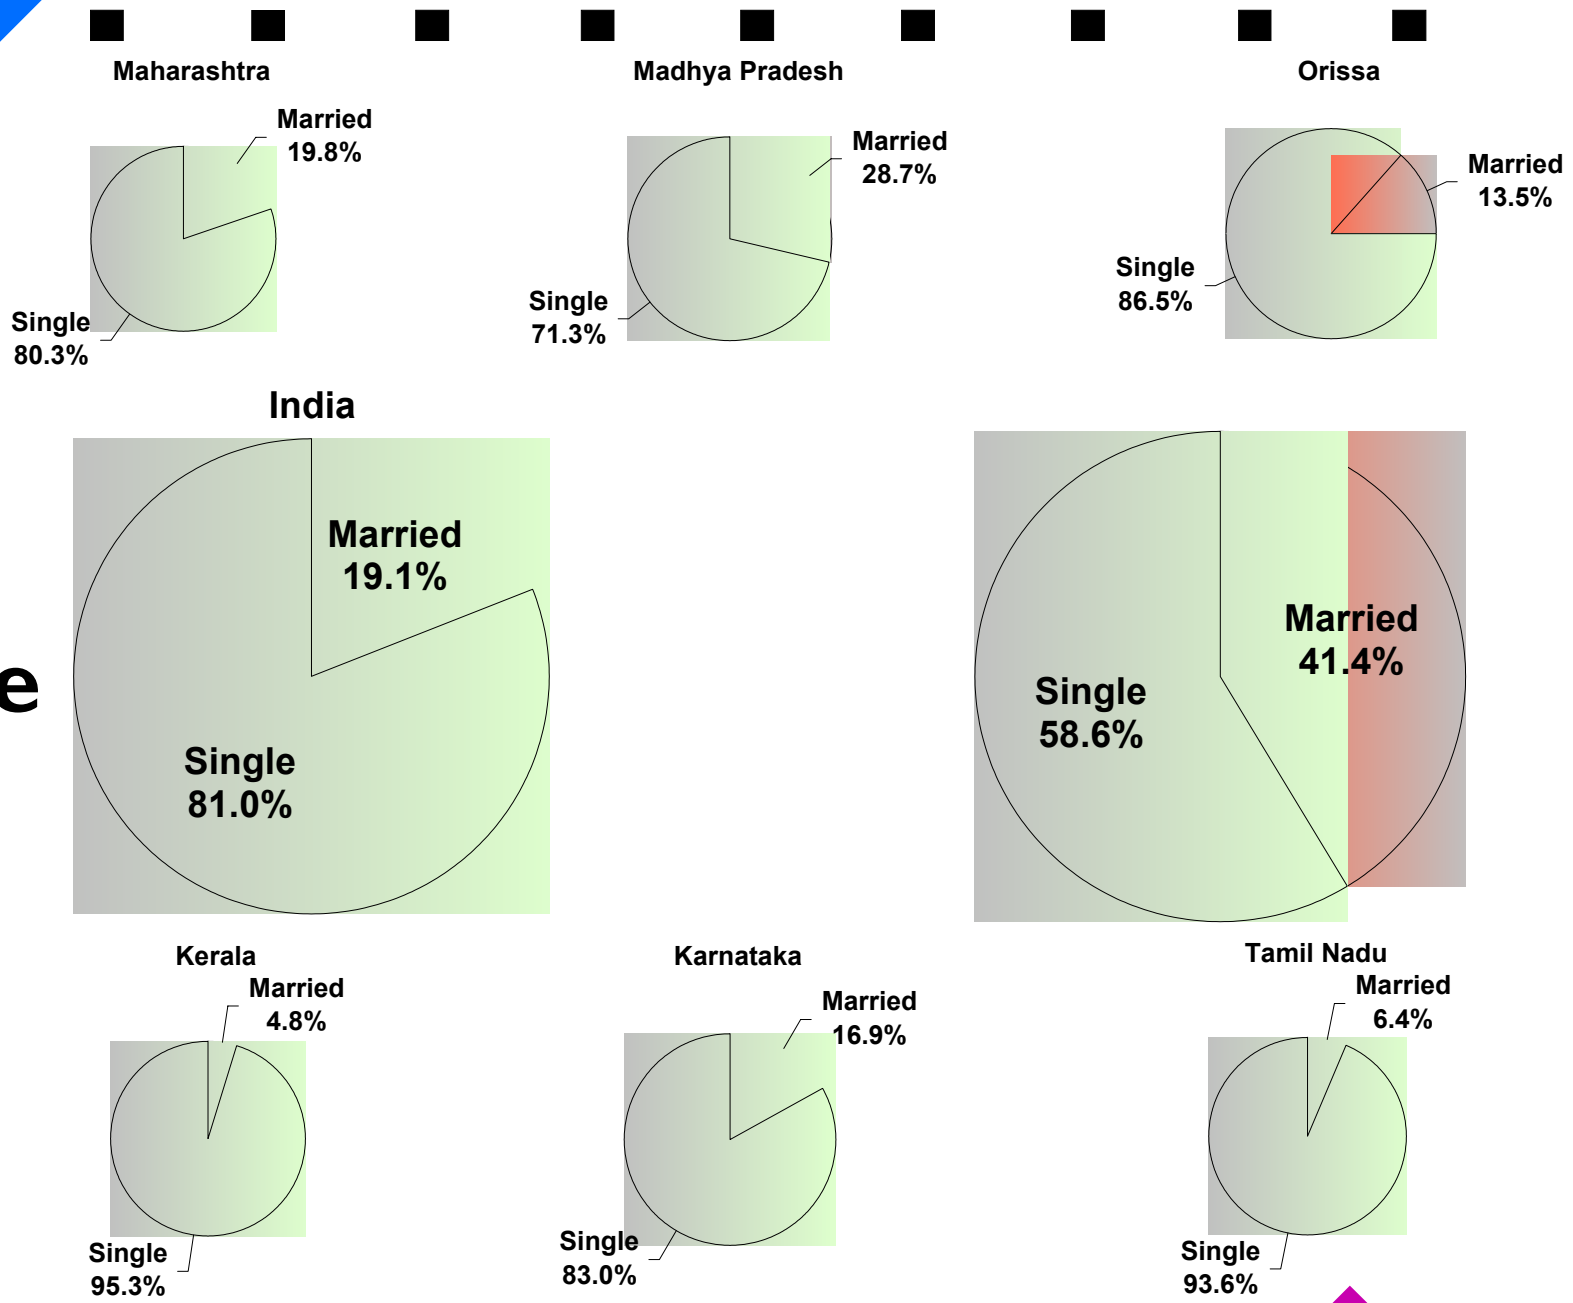 Maharashtra
Married
19.8%
Single
80.3%
Madhya Pradesh
Married
28.7%
Single
71.3%
Orissa
Married
13.5%
Single
86.5%
India
Married
19.1%
Single
81.0%
Married
41.4%
Single
58.6%
e
Kerala
Married
4.8%
Single
95.3%
Karnataka
Married
16.9%
Single
83.0%
Tamil Nadu
Married
6.4%
Single
93.6%